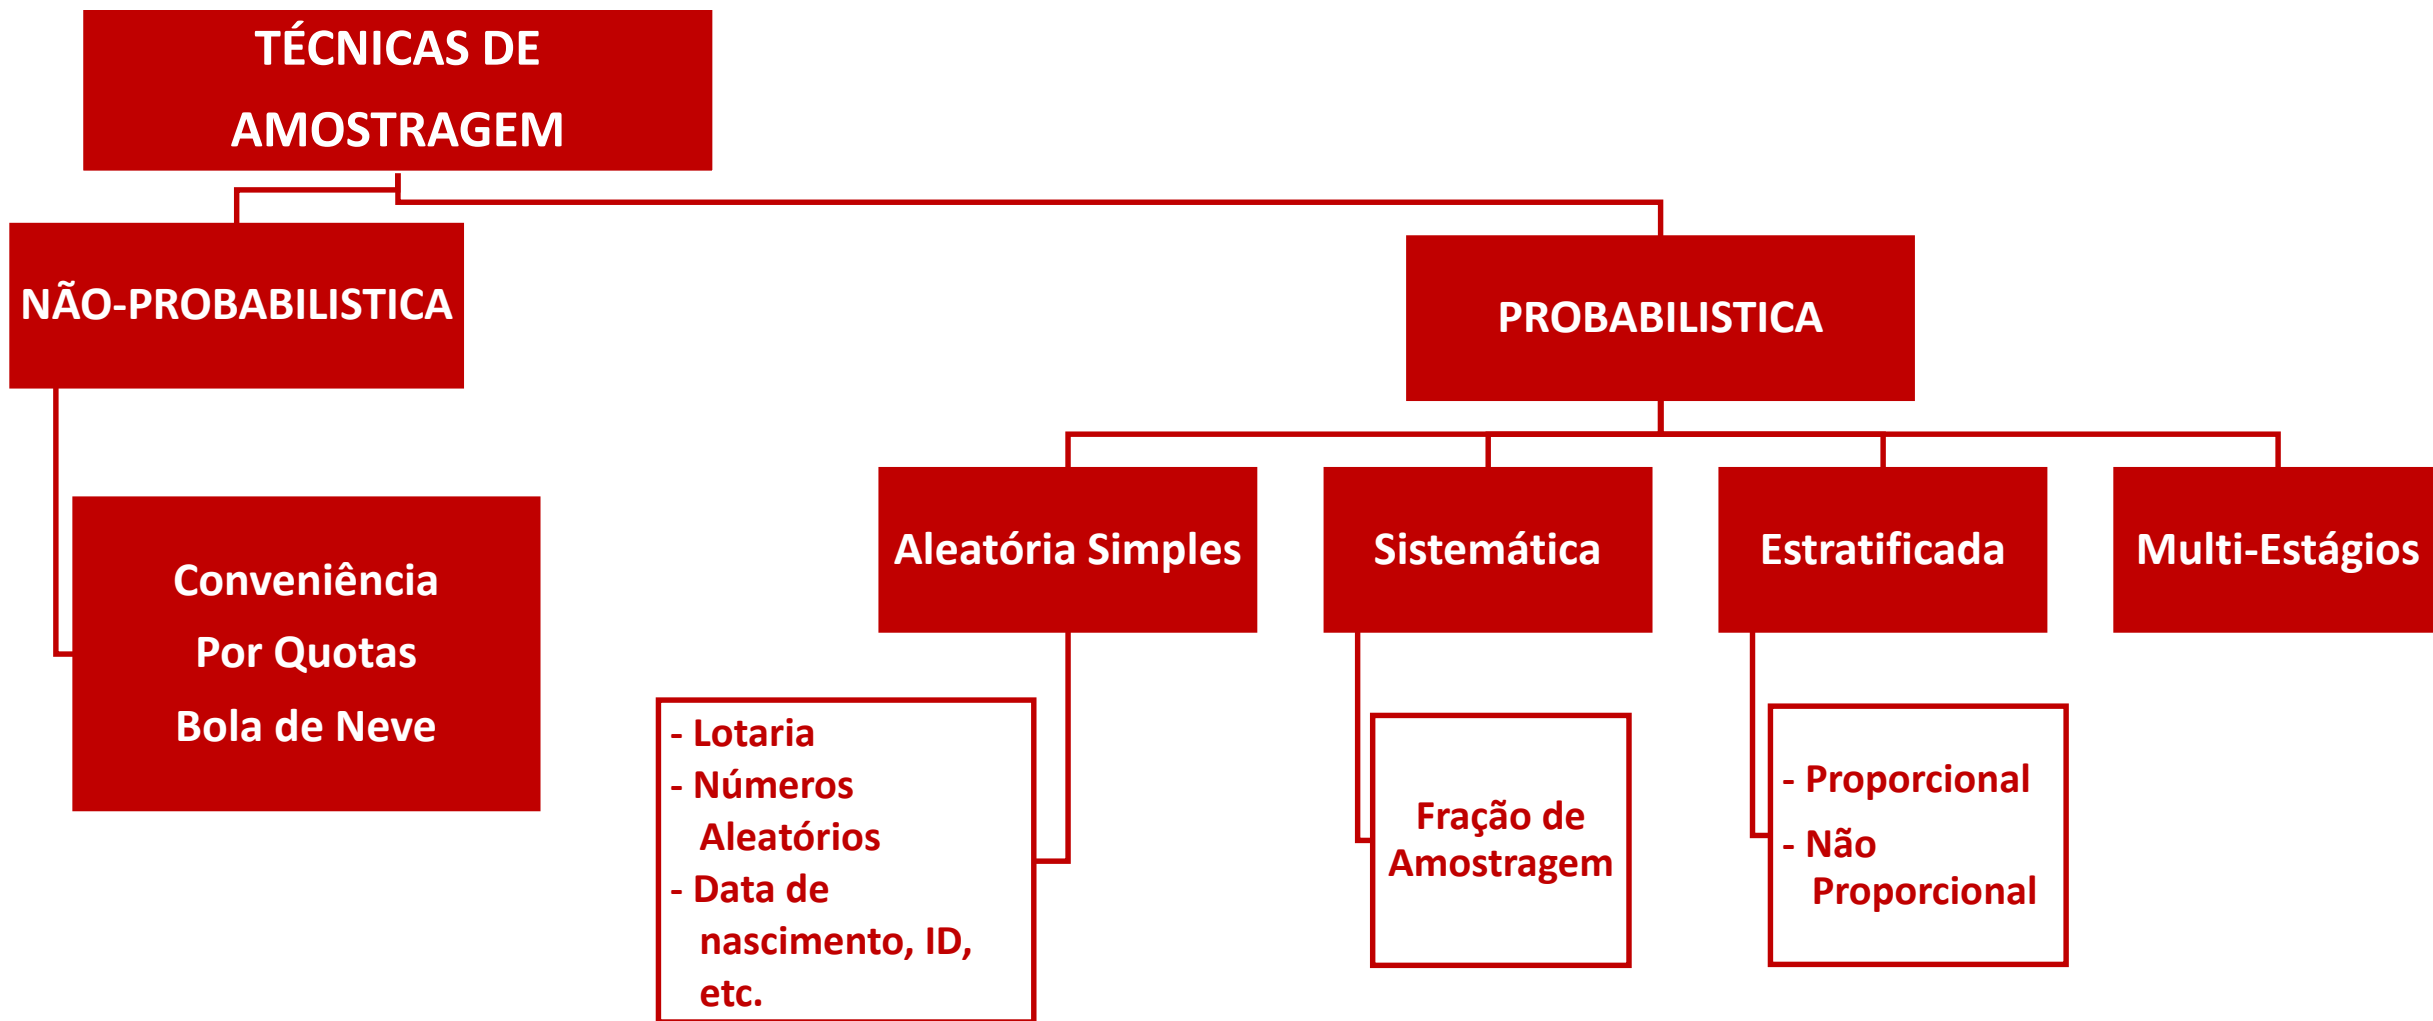 TÉCNICAS DE
AMOSTRAGEM
NÃO-PROBABILISTICA
PROBABILISTICA
Conveniência
Por Quotas
Bola de Neve
Aleatória Simples
Sistemática
Estratificada
Multi-Estágios
- Lotaria
- Números
Aleatórios
- Data de
nascimento, ID,
etc.
Fração de
Amostragem
- Proporcional
- Não
Proporcional